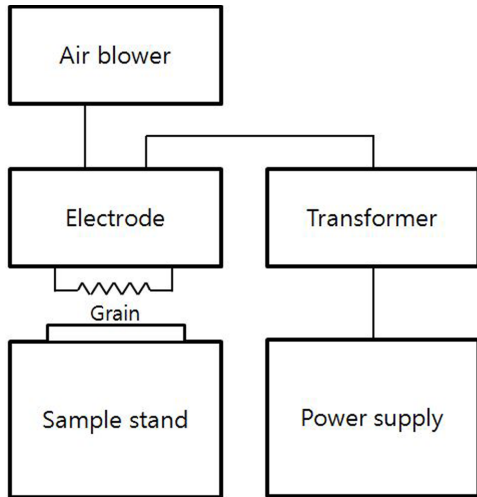 Air blower
Electrode
Transformer
Grain
Sample stand
Power supply